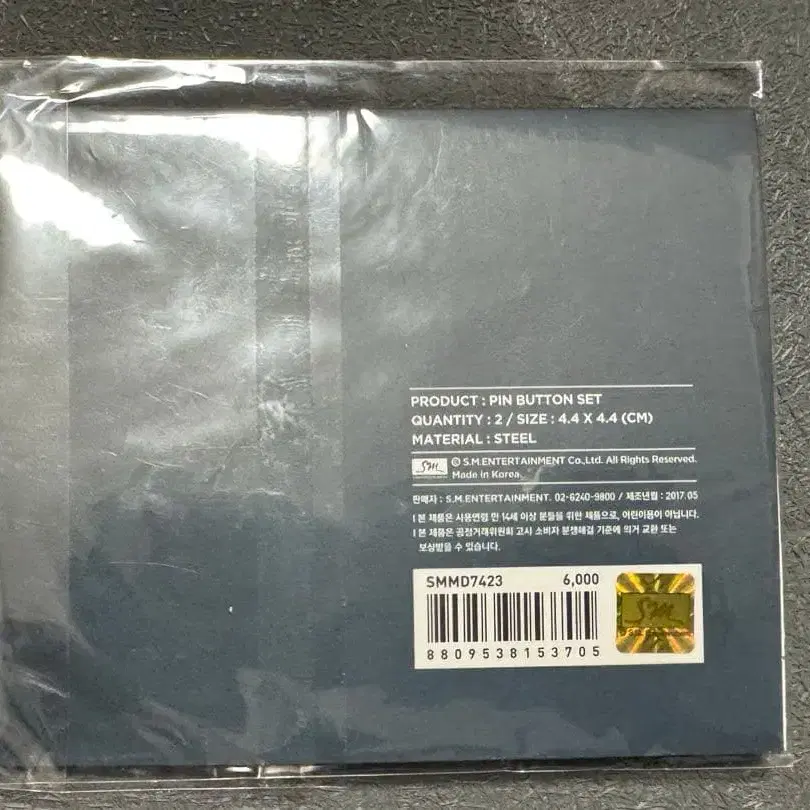 PRODUCT : PIN BUTTON SET
QUANTITY : 2 / SIZE : 4.4 X 4.4 (CM)
MATERIAL : STEEL
SM © S.M.ENTERTAINMENT Co.,Ltd. All Rights Reserved.
Made in Korea
판매자 : S.M.ENTERTAINMENT. 02-6240-9800 / 제조년월 : 2017.05
| 본 제품은 사용연령 만 14세 이상 분들을 위한 제품으로, 어린이용이 아닙니다.
| 본 제품은 공정거래위원회 고시 소비자 분쟁해결 기준에 의거 교환 또는
보상받을 수 있습니다.
SMMD7423 6,000
8809538153705
SM